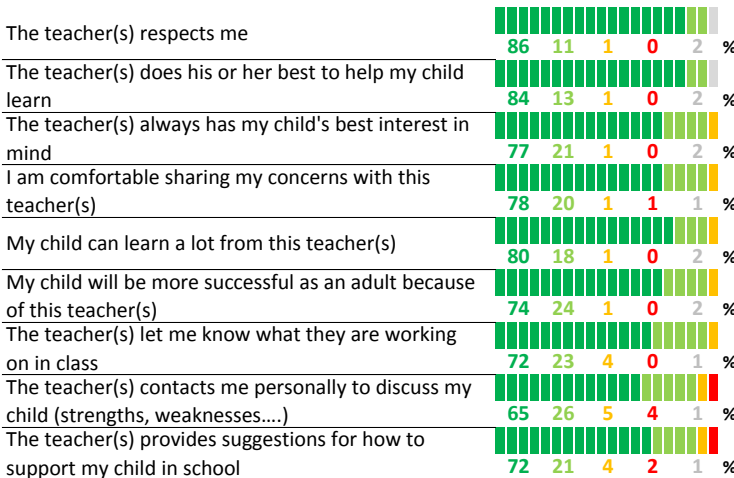 The teacher(s) respects me
86 11 1 0 2 %
The teacher(s) does his or her best to help my child
learn
84 13 1 0 2 %
The teacher(s) always has my child's best interest in
mind
77 21 1 0 2 %
I am comfortable sharing my concerns with this
teacher(s)
78 20 1 1 1 %
My child can learn a lot from this teacher(s)
80 18 1 0 2 %
My child will be more successful as an adult because
of this teacher(s)
74 24 1 0 2 %
The teacher(s) let me know what they are working
on in class
72 23 4 0 1 %
The teacher(s) contacts me personally to discuss my
child (strengths, weaknesses....)
65 26 5 4 1 %
The teacher(s) provides suggestions for how to
support my child in school
72 21 4 2 1 %